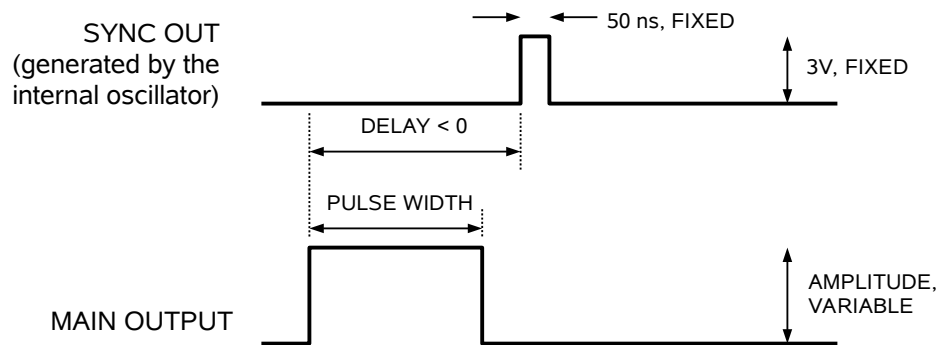 50 ns, FIXED
SYNC OUT
(generated by the
internal oscillator)
3V, FIXED
DELAY < 0
PULSE WIDTH
AMPLITUDE,
VARIABLE
MAIN OUTPUT